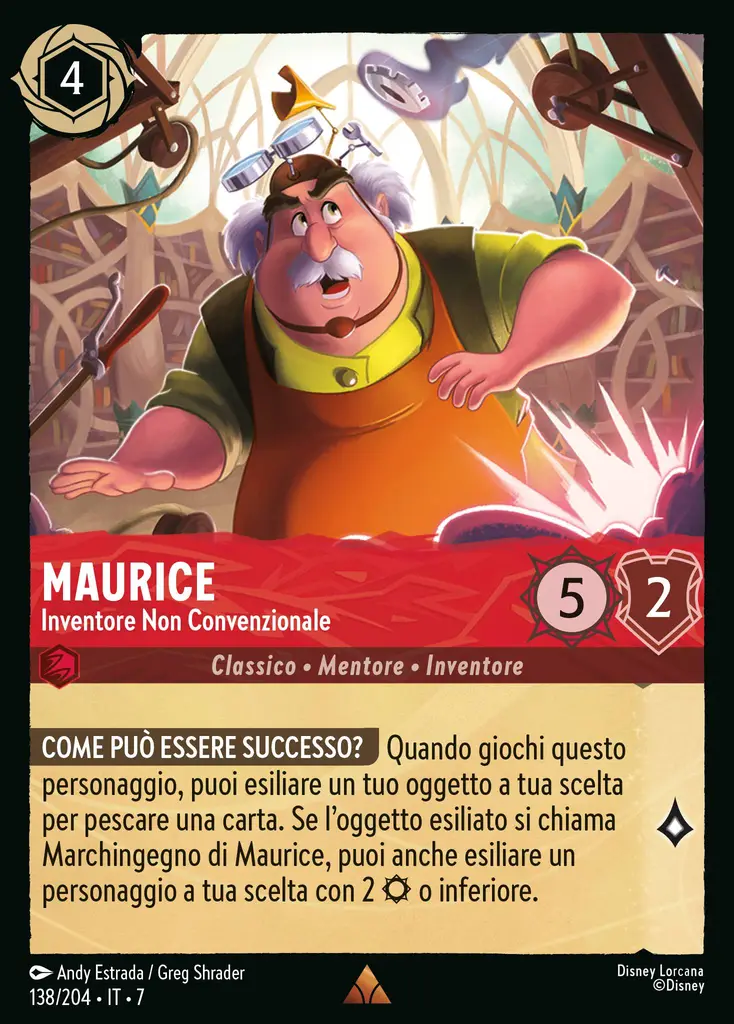 4
MAURICE
Inventore Non Convenzionale
5
2
Classico • Mentore • Inventore
COME PUÒ ESSERE SUCCESSO? Quando giochi questo
personaggio, puoi esiliare un tuo oggetto a tua scelta
per pescare una carta. Se l’oggetto esiliato si chiama
Marchingegno di Maurice, puoi anche esiliare un
personaggio a tua scelta con 2 o inferiore.
Andy Estrada / Greg Shrader
Disney Lorcana
138/204 • IT • 7
©Disney